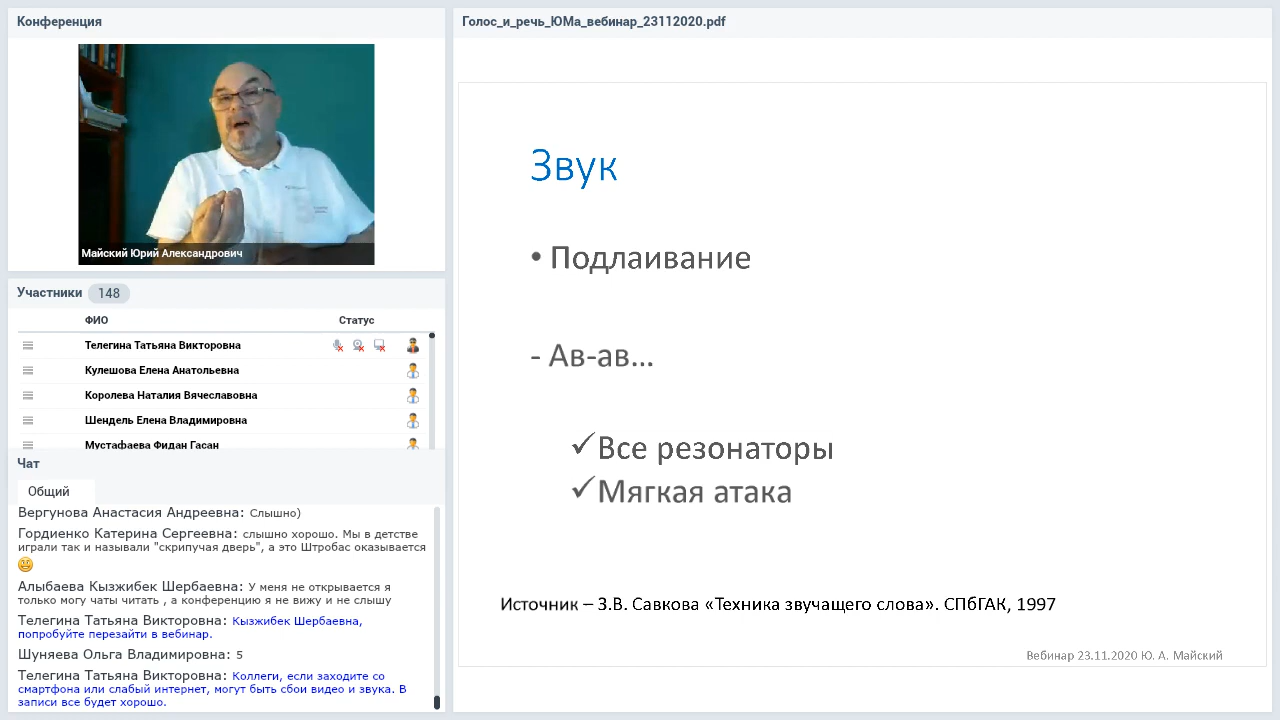 Конференция
Майский Юрий Александрович
Участники 148
ФИО Статус
Телегина Татьяна Викторовна
Кулешова Елена Анатольевна
Королева Наталия Вячеславовна
Шендель Елена Владимировна
Мустафаева Фидан Гасан
Чат
Общий
Вергунова Анастасия Андреевна: Слышно)
Гордиенко Катерина Сергеевна: слышно хорошо. Мы в детстве
играли так и называли "скрипучая дверь", а это Штробас оказывается
Алыбаева Кызжибек Шербаевна: У меня не открывается я
только могу чаты читать , а конференцию я не вижу и не слышу
Телегина Татьяна Викторовна: Кызжибек Шербаевна,
попробуйте перезайти в вебинар.
Шуняева Ольга Владимировна: 5
Телегина Татьяна Викторовна: Коллеги, если заходите со
смартфона или слабый интернет, могут быть сбои видео и звука. В
записи все будет хорошо.
Голос_и_речь_ЮМа_вебинар_23112020.pdf
Звук
• Подлаивание
- Ав-ав...
✓Все резонаторы
✓Мягкая атака
Источник – З.В. Савкова «Техника звучащего слова». СПбГАК, 1997
Вебинар 23.11.2020 Ю. А. Майский